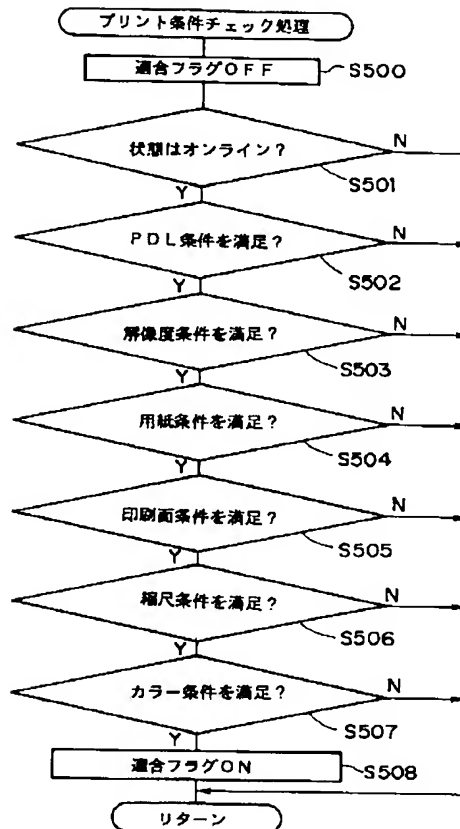 プリント条件チェック処理
適合フラグOFF
S500
状態はオンライン?
N
S501
Y
PDL条件を満足?
N
S502
Y
解像度条件を満足?
N
S503
Y
用紙条件を満足?
N
S504
Y
印刷面条件を満足?
N
S505
Y
縮尺条件を満足?
N
S506
Y
カラー条件を満足?
N
S507
Y
適合フラグON
S508
リターン